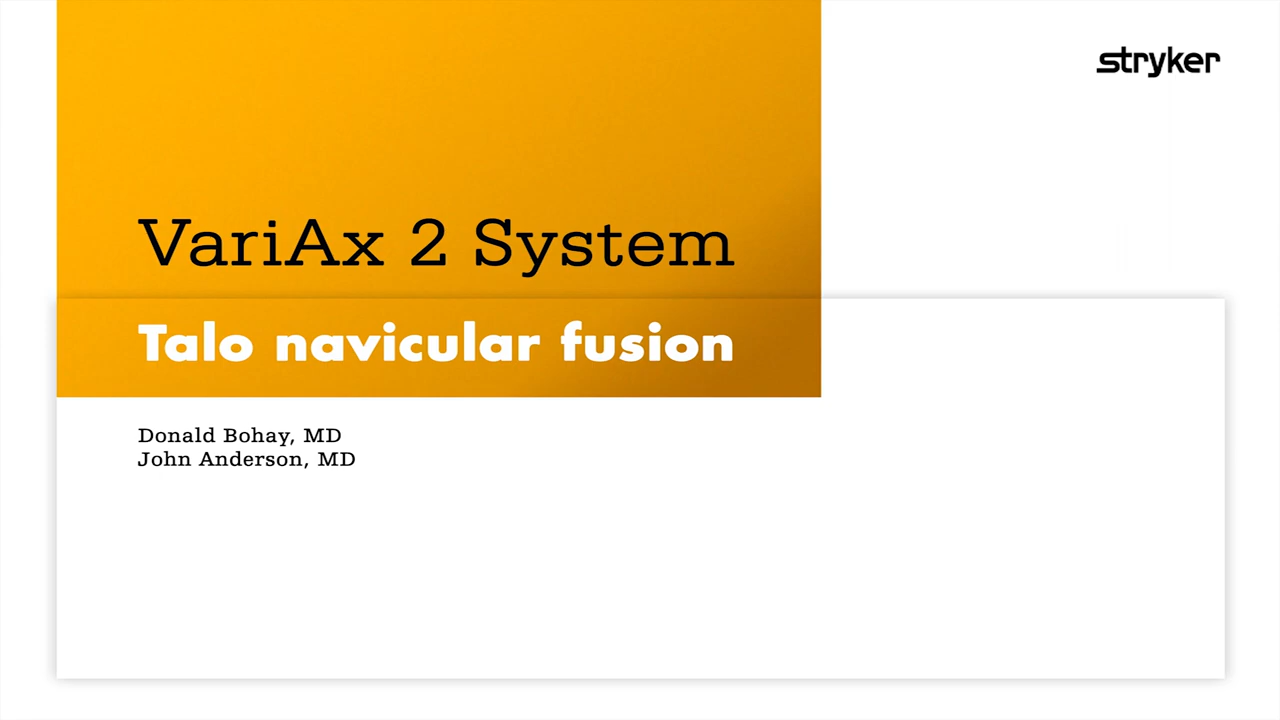 stryker
VariAx 2 System
Talo navicular fusion
Donald Bohay, MD
John Anderson, MD